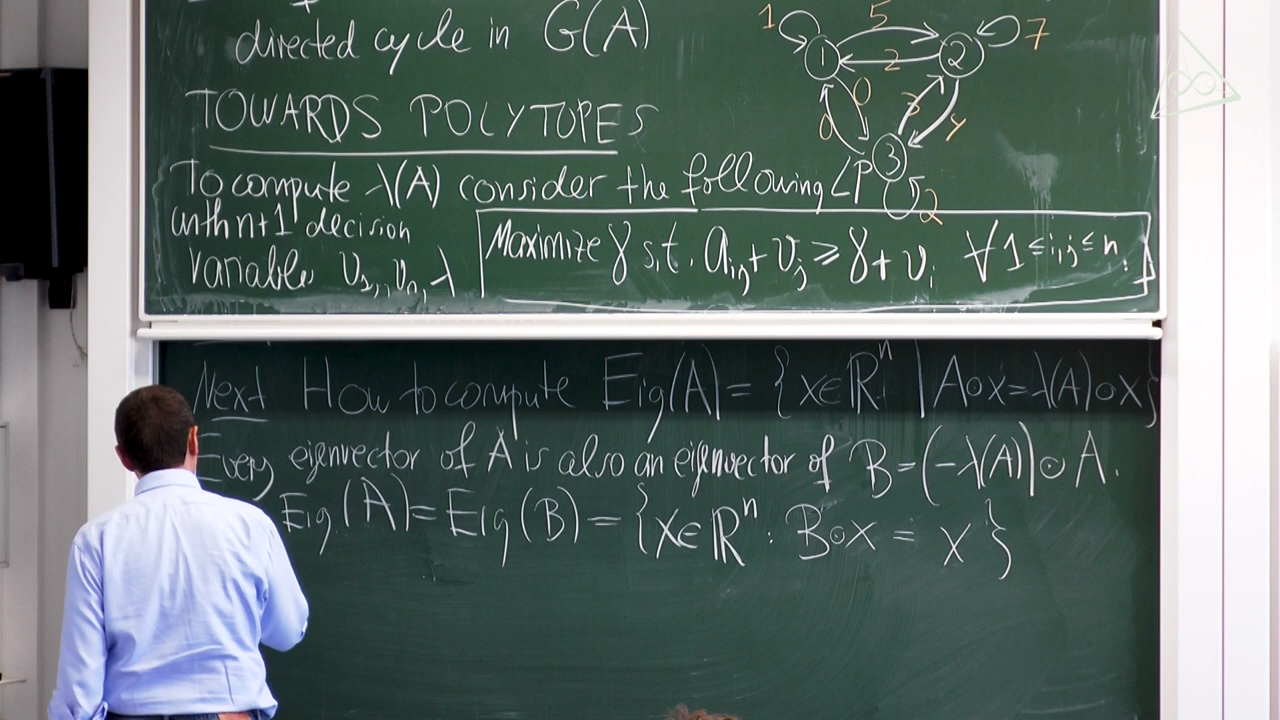 directed cycle in G(A)
1 5 7
1 2 2
0 3 4
0 3
2
TOWARDS POLYTOPES
To compute λ(A) consider the following LP
with n+1 decision
variables v₁,,vₙ, λ
Maximize γ s.t. aᵢⱼ + vⱼ ≥ γ + vᵢ ∀ 1 ≤ i,j ≤ n.
Next How to compute Eig(A) = {x∈ℝⁿ | A⊙x=λ(A)⊙x}
Every eigenvector of A is also an eigenvector of B=(-λ(A))⊙A.
Eig(A) = Eig(B) = {x∈ℝⁿ : B⊙x = x}